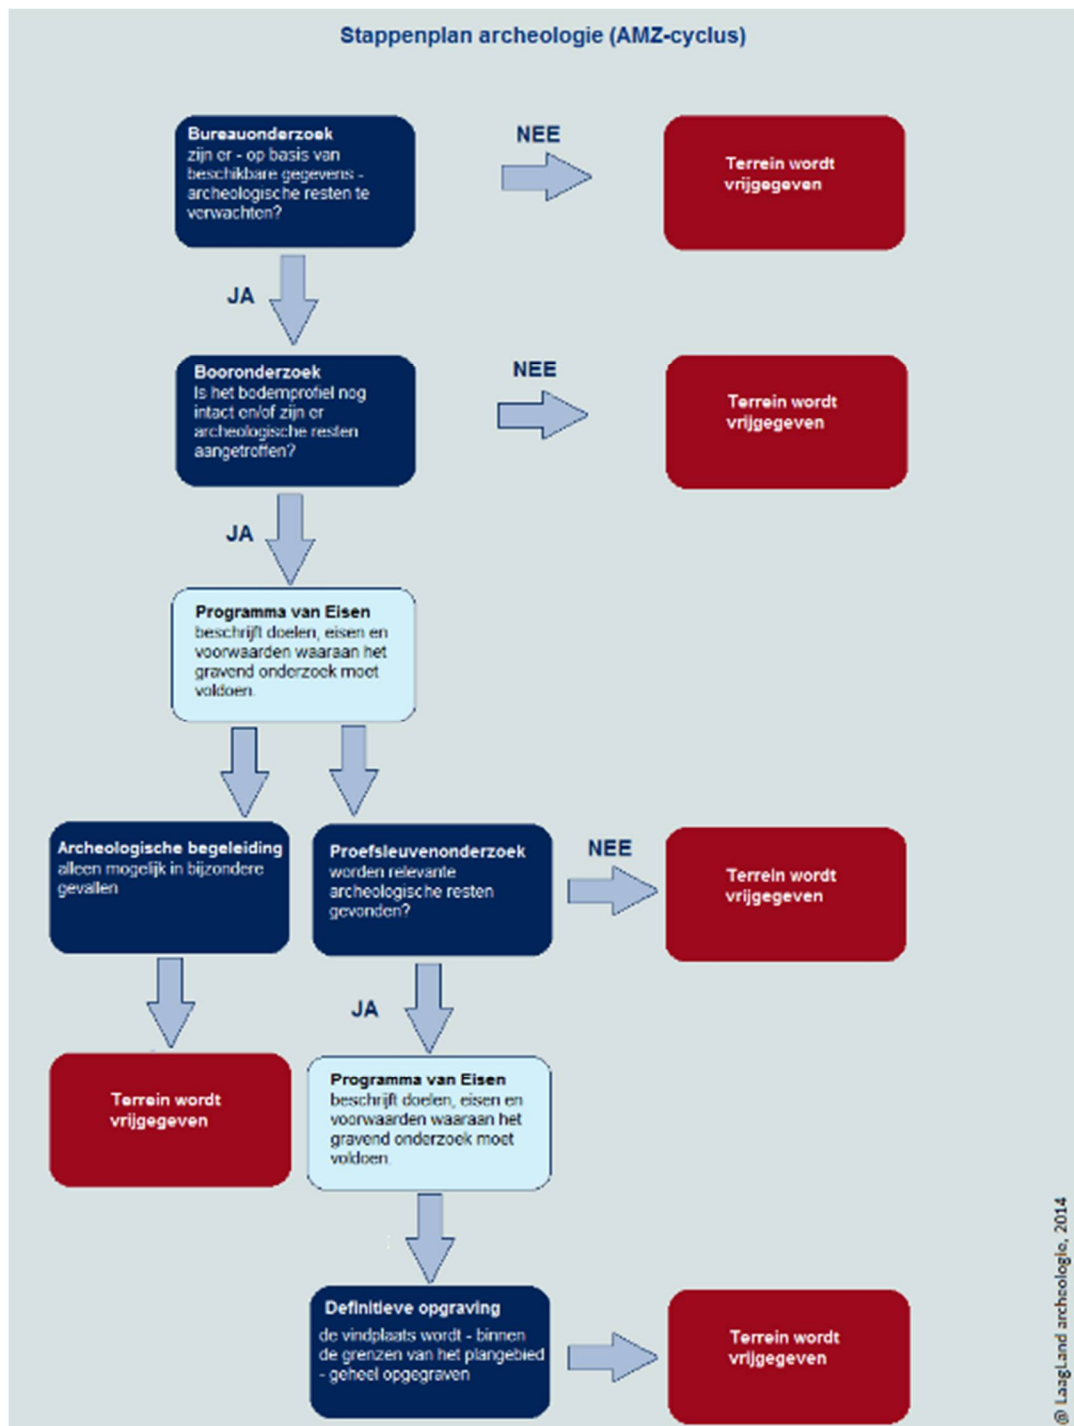 Stappenplan archeologie (AMZ-cyclus)
Bureauonderzoek
zijn er - op basis van
beschikbare gegevens -
archeologische resten te
verwachten?
NEE
Terrein wordt
vrijgegeven
JA
Booronderzoek
Is het bodemprofiel nog
intact en/of zijn er
archeologische resten
aangetroffen?
NEE
Terrein wordt
vrijgegeven
JA
Programma van Eisen
beschrijft doelen, eisen en
voorwaarden waaraan het
gravend onderzoek moet
voldoen.
Archeologische begeleiding
alleen mogelijk in bijzondere
gevallen
Proefsleuvenonderzoek
worden relevante
archeologische resten
gevonden?
NEE
Terrein wordt
vrijgegeven
JA
Terrein wordt
vrijgegeven
Programma van Eisen
beschrijft doelen, eisen en
voorwaarden waaraan het
gravend onderzoek moet
voldoen.
Definitieve opgraving
de vindplaats wordt - binnen
de grenzen van het plangebied
- geheel opgegraven
Terrein wordt
vrijgegeven
@ LaagLand archeologie, 2014